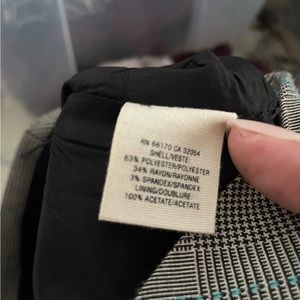 RN 66170 CA 32054
SHELL/VESTE:
63% POLYESTER/POLYESTER
34% RAYON/RAYONNE
3% SPANDEX/SPANDEX
LINING/DOUBLURE:
100% ACETATE/ACETATE